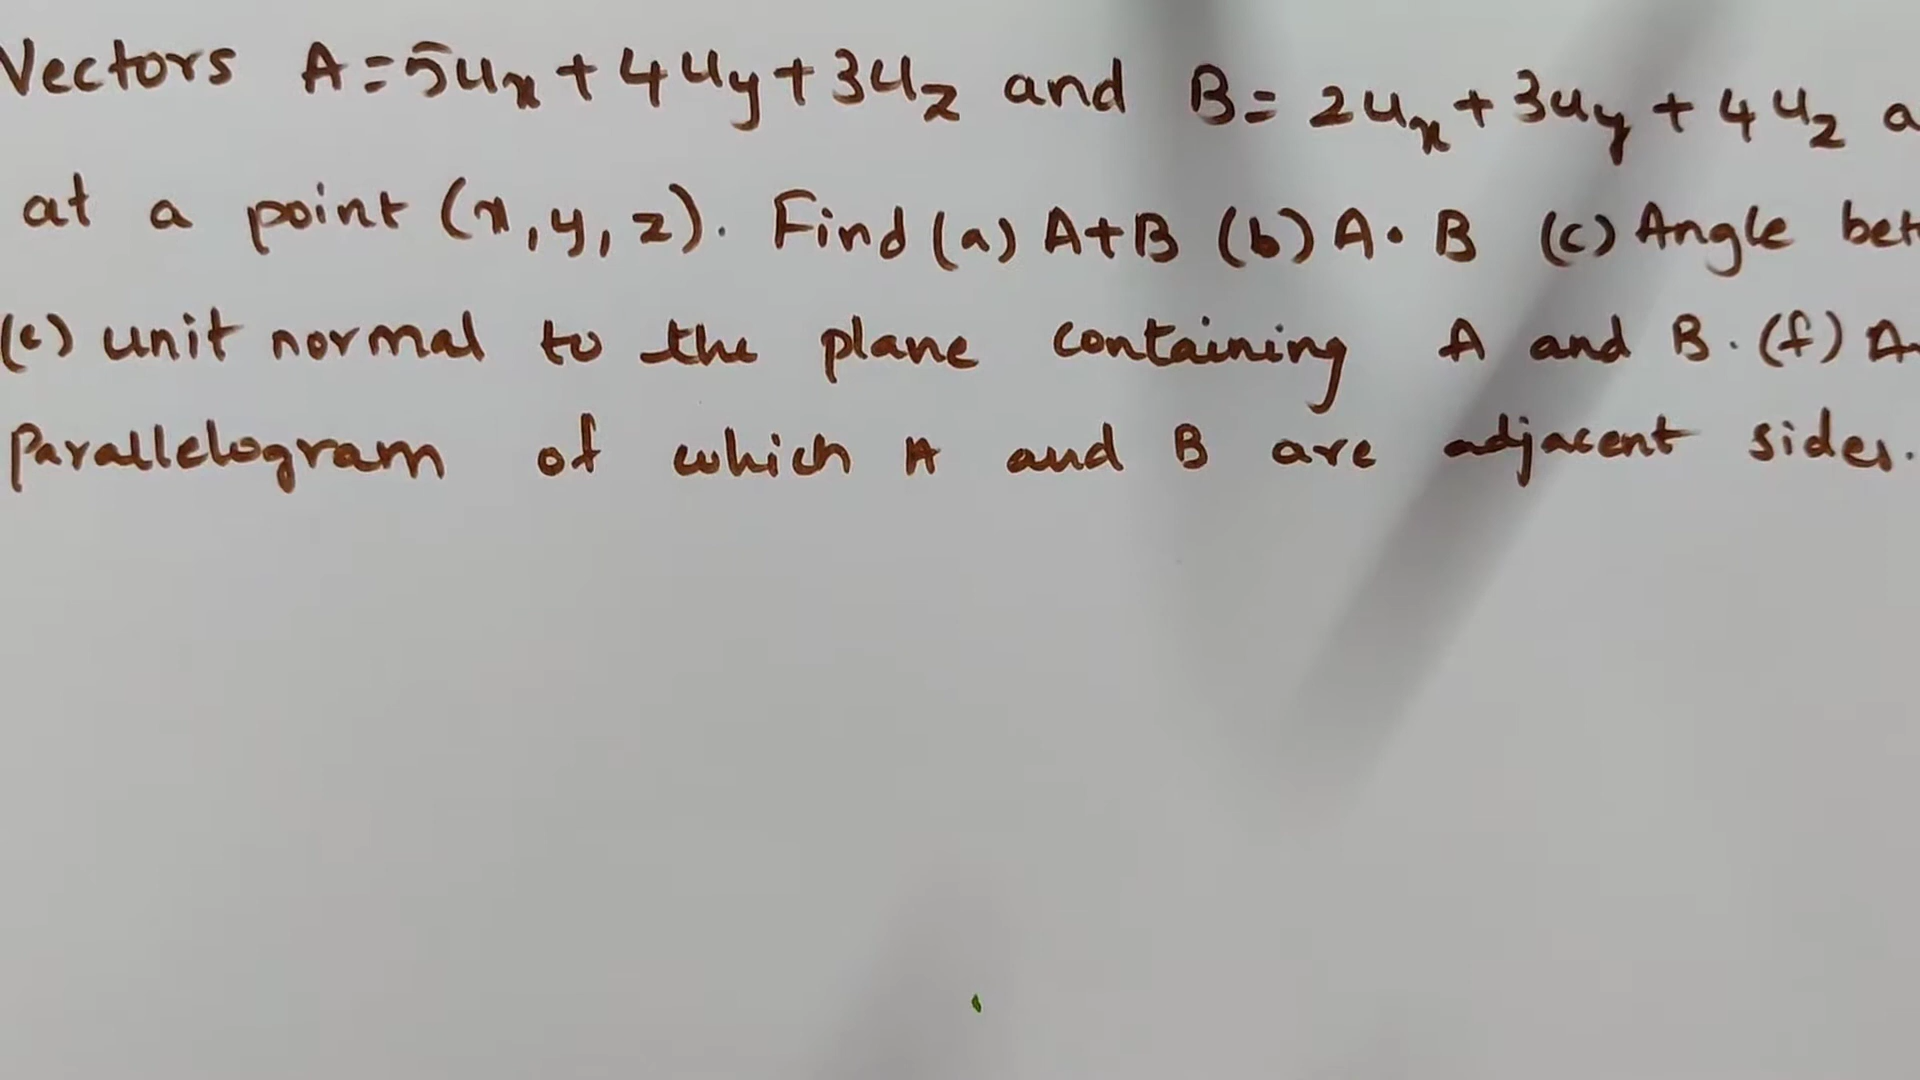 Vectors A=5ux+4uy+3uz and B= 2ux+3uy+4uz
at a point (x,y,z). Find (a) A+B (b) A•B (c) Angle
(e) unit normal to the plane containing A and B. (f)
Parallelogram of which A and B are adjacent sides.